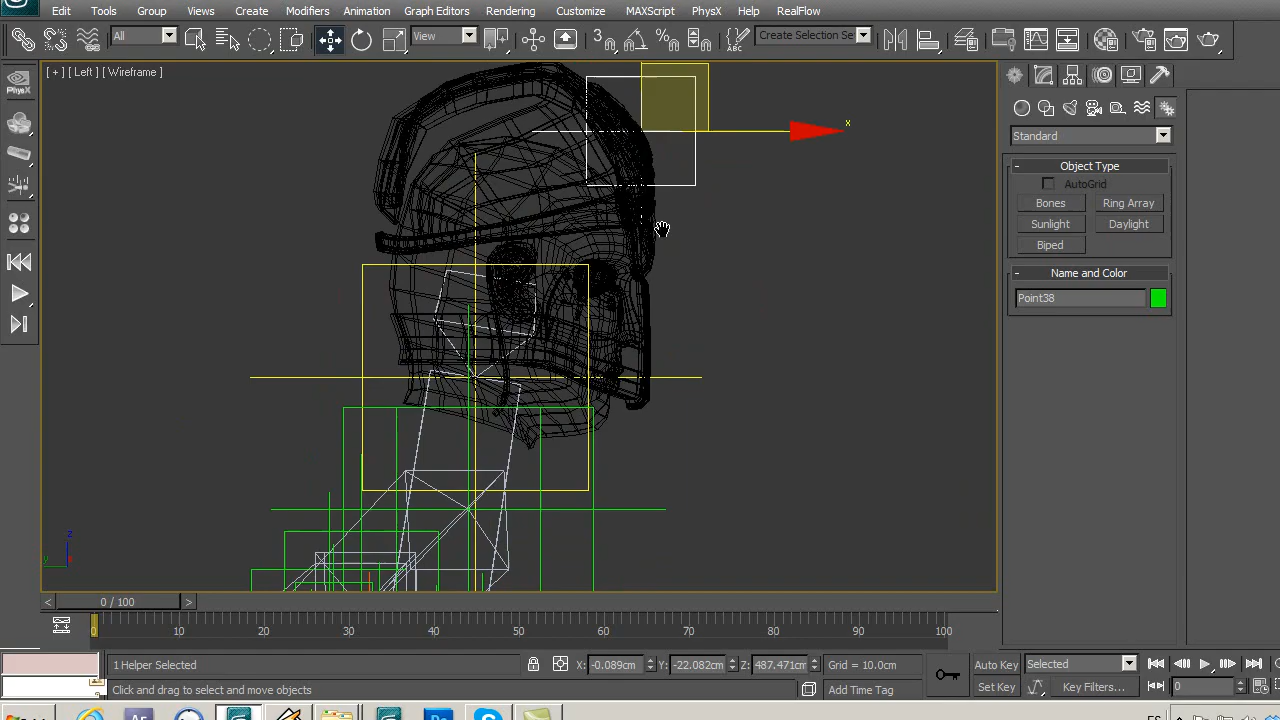 Edit Tools Group Views Create Modifiers Animation Graph Editors Rendering Customize MAXScript PhysX Help RealFlow
All View 3 Create Selection Se
[ + ] [ Left ] [ Wireframe ]
PhysX
x
Standard
- Object Type
AutoGrid
Bones Ring Array
Sunlight Daylight
Biped
- Name and Color
Point38
z
y
< 0 / 100 >
0 10 20 30 40 50 60 70 80 90 100
1 Helper Selected X: -0.089cm Y: -22.082cm Z: 487.471cm Grid = 10.0cm Auto Key Selected
Click and drag to select and move objects Add Time Tag Set Key Key Filters... 0
ES